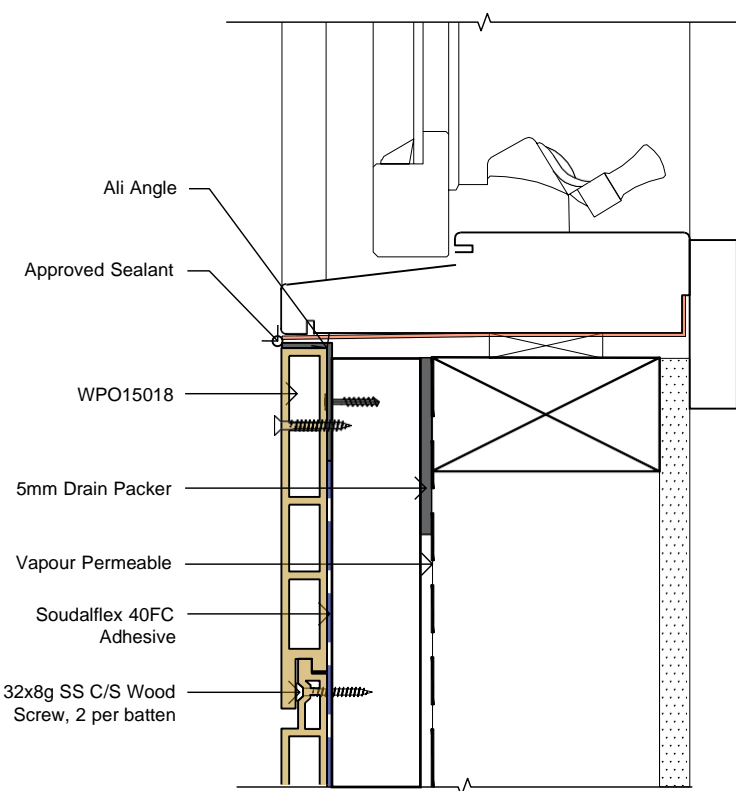 Ali Angle
Approved Sealant
WPO15018
5mm Drain Packer
Vapour Permeable
Soudalflex 40FC
Adhesive
32x8g SS C/S Wood
Screw, 2 per batten